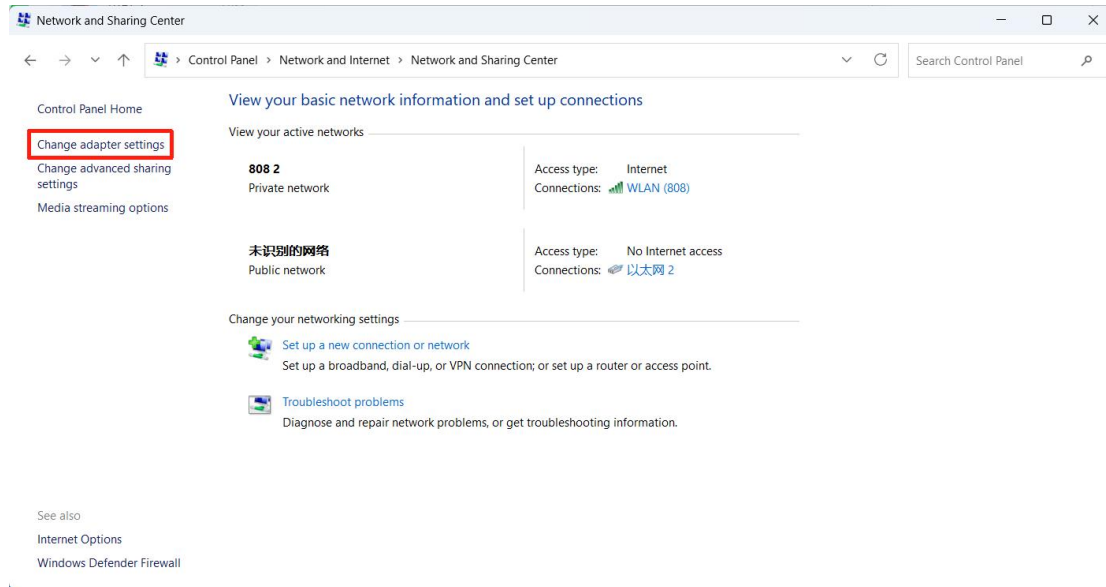 Network and Sharing Center
Control Panel > Network and Internet > Network and Sharing Center
Search Control Panel
Control Panel Home
Change adapter settings
Change advanced sharing
settings
Media streaming options
View your basic network information and set up connections
View your active networks
808 2
Private network
Access type: Internet
Connections: WLAN (808)
未识别的网络
Public network
Access type: No Internet access
Connections: 以太网 2
Change your networking settings
Set up a new connection or network
Set up a broadband, dial-up, or VPN connection; or set up a router or access point.
Troubleshoot problems
Diagnose and repair network problems, or get troubleshooting information.
See also
Internet Options
Windows Defender Firewall